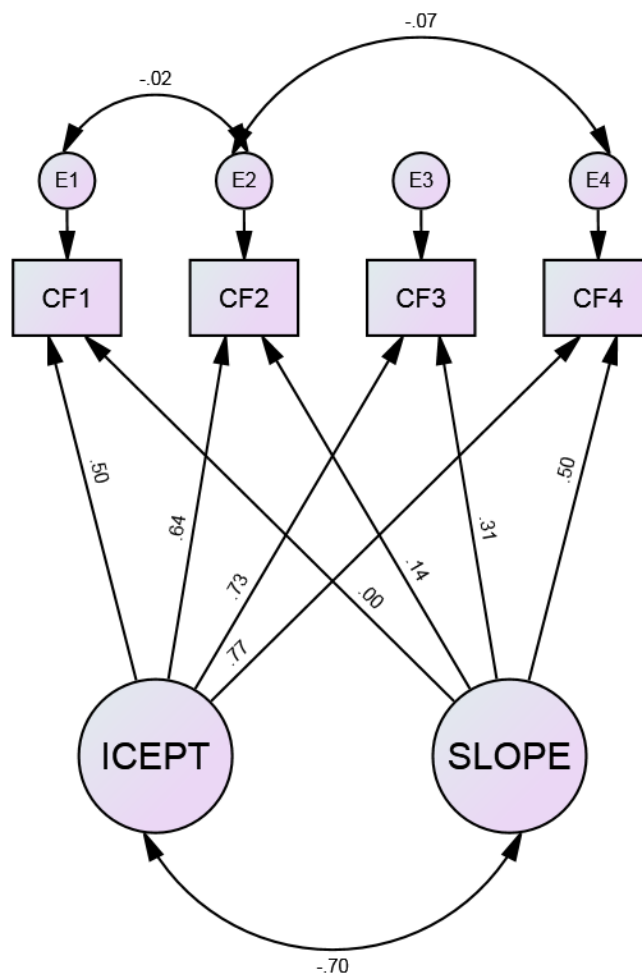 -.07
-.02
E1
E2
E3
E4
CF1
CF2
CF3
CF4
.50
.64
.73
.77
.00
.14
.31
.50
ICEPT
SLOPE
-.70